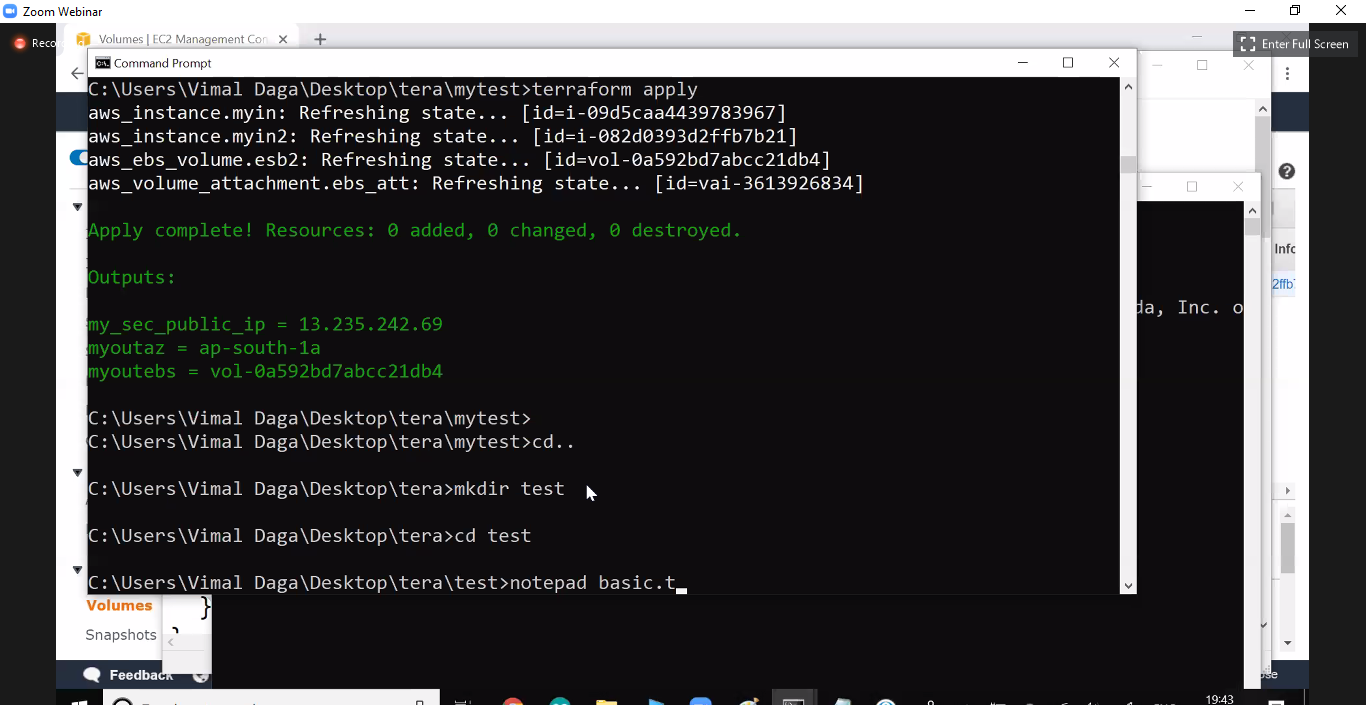 Zoom Webinar
Recor
Volumes | EC2 Management Con
Enter Full Screen
Command Prompt
C:\Users\Vimal Daga\Desktop\tera\mytest>terraform apply
aws_instance.myin: Refreshing state... [id=i-09d5caa4439783967]
aws_instance.myin2: Refreshing state... [id=i-082d0393d2ffb7b21]
aws_ebs_volume.esb2: Refreshing state... [id=vol-0a592bd7abcc21db4]
aws_volume_attachment.ebs_att: Refreshing state... [id=vai-3613926834]
Apply complete! Resources: 0 added, 0 changed, 0 destroyed.
Outputs:
my_sec_public_ip = 13.235.242.69
myoutaz = ap-south-1a
myoutebs = vol-0a592bd7abcc21db4
C:\Users\Vimal Daga\Desktop\tera\mytest>
C:\Users\Vimal Daga\Desktop\tera\mytest>cd..
C:\Users\Vimal Daga\Desktop\tera>mkdir test
C:\Users\Vimal Daga\Desktop\tera>cd test
C:\Users\Vimal Daga\Desktop\tera\test>notepad basic.t_
Info
2ffb7
da, Inc. o
Volumes
}
Snapshots
Feedback
19:43